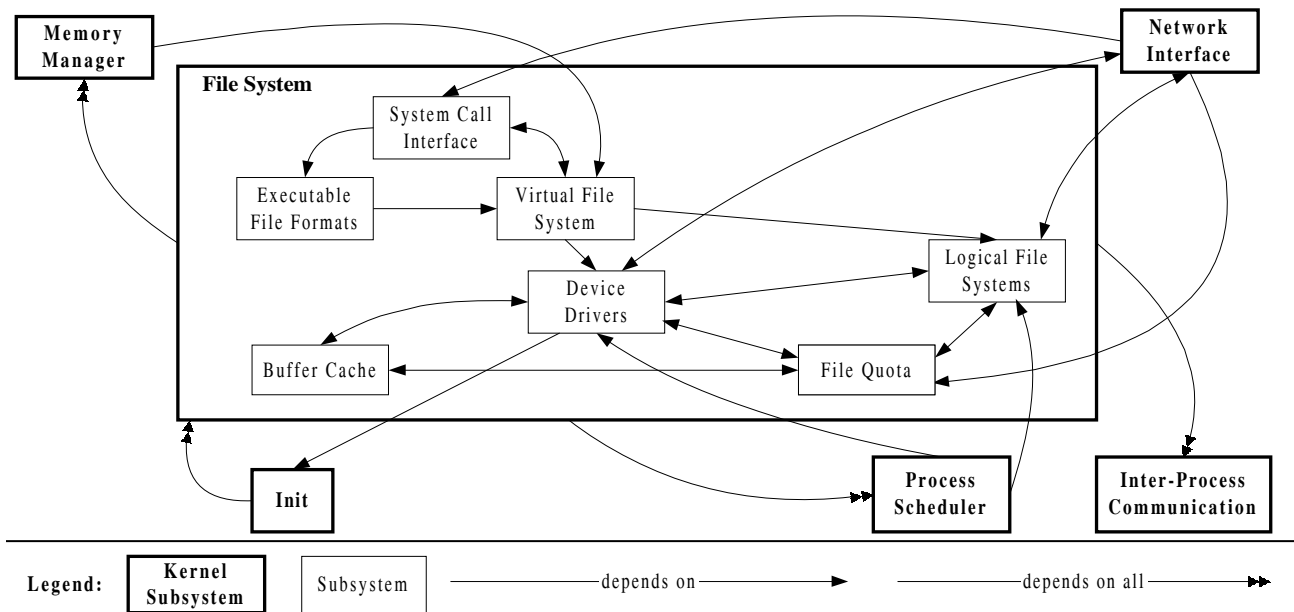 Memory
Manager
Network
Interface
File System
System Call
Interface
Executable
File Formats
Virtual File
System
Logical File
Systems
Device
Drivers
Buffer Cache
File Quota
Init
Process
Scheduler
Inter-Process
Communication
Legend:
Kernel
Subsystem
Subsystem
depends on
depends on all